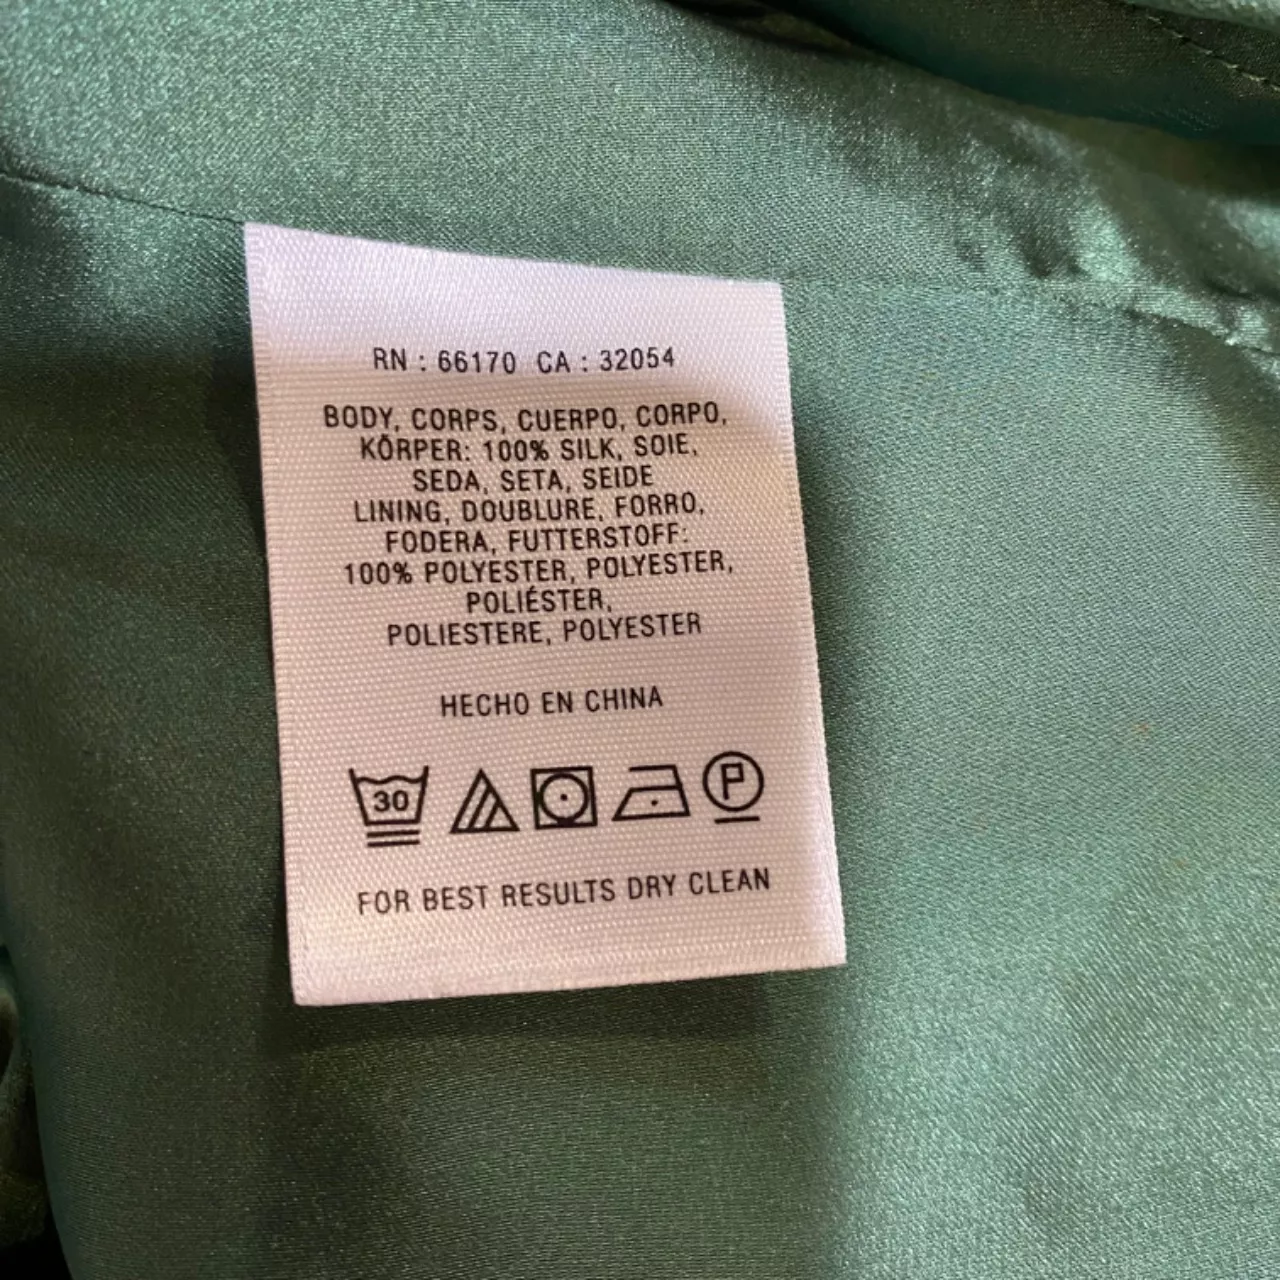 RN : 66170 CA : 32054
BODY, CORPS, CUERPO, CORPO,
KÖRPER: 100% SILK, SOIE,
SEDA, SETA, SEIDE
LINING, DOUBLURE, FORRO,
FODERA, FUTTERSTOFF:
100% POLYESTER, POLYESTER,
POLIÉSTER,
POLIESTERE, POLYESTER
HECHO EN CHINA
30 P
FOR BEST RESULTS DRY CLEAN